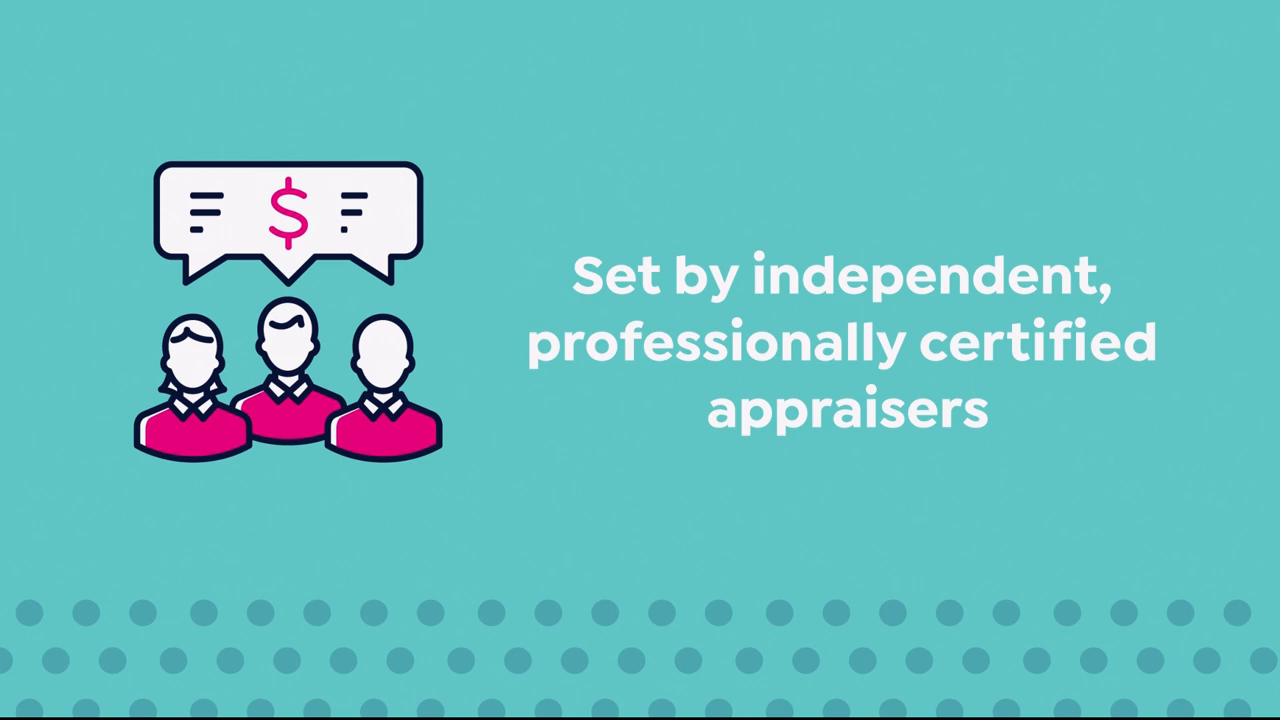 $
Set by independent,
professionally certified
appraisers